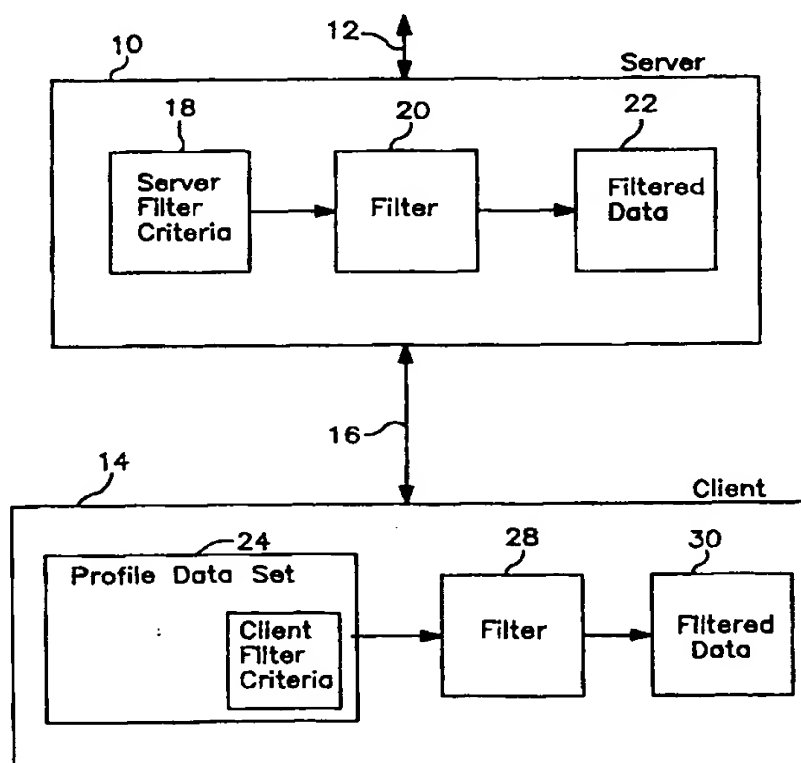 12
10
Server
18
20
22
Server
Filter
Criteria
Filter
Filtered
Data
16
14
Client
24
28
30
Profile Data Set
Client
Filter
Criteria
Filter
Filtered
Data